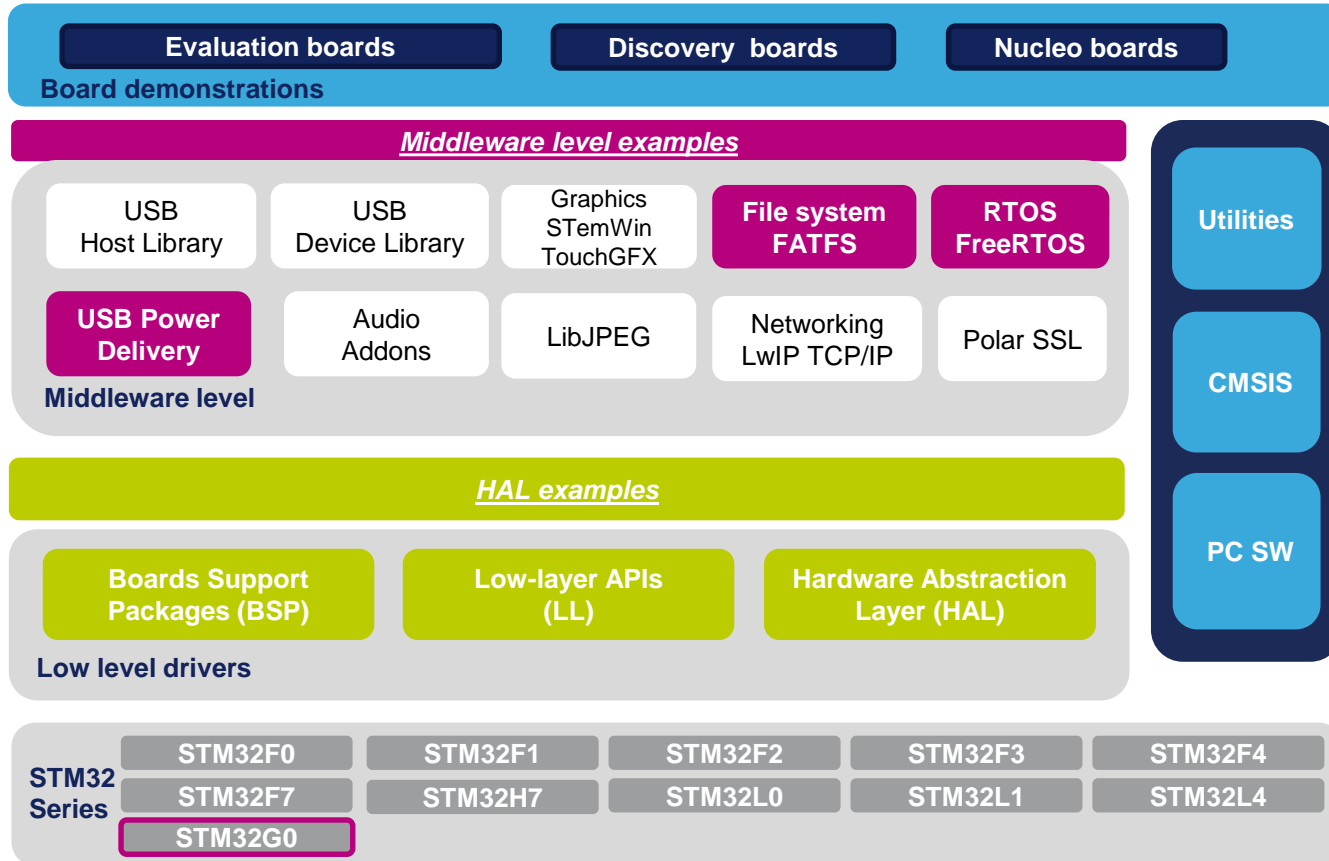 Evaluation boards
Discovery boards
Nucleo boards
Board demonstrations
Middleware level examples
USB
Host Library
USB
Device Library
Graphics
STemWin
TouchGFX
File system
FATFS
RTOS
FreeRTOS
USB Power
Delivery
Audio
Addons
LibJPEG
Networking
LwIP TCP/IP
Polar SSL
Middleware level
HAL examples
Boards Support
Packages (BSP)
Low-layer APIs
(LL)
Hardware Abstraction
Layer (HAL)
Low level drivers
Utilities
CMSIS
PC SW
STM32
Series
STM32F0
STM32F1
STM32F2
STM32F3
STM32F4
STM32F7
STM32H7
STM32L0
STM32L1
STM32L4
STM32G0